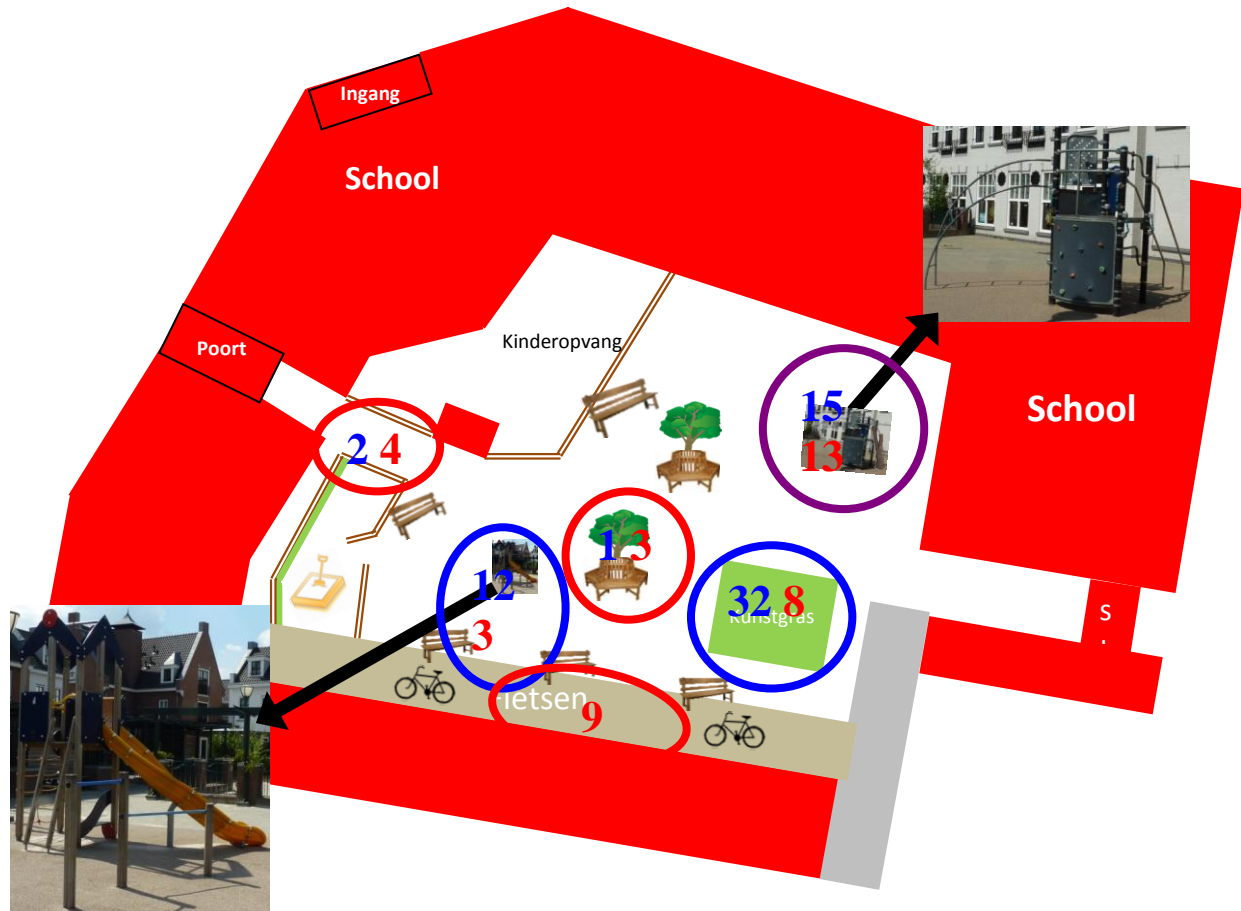 Ingang
School
Poort
Kinderopvang
School
15
13
2 4
1 3
12
3
32 8
Kunstgras
S
.
Fietsen
9